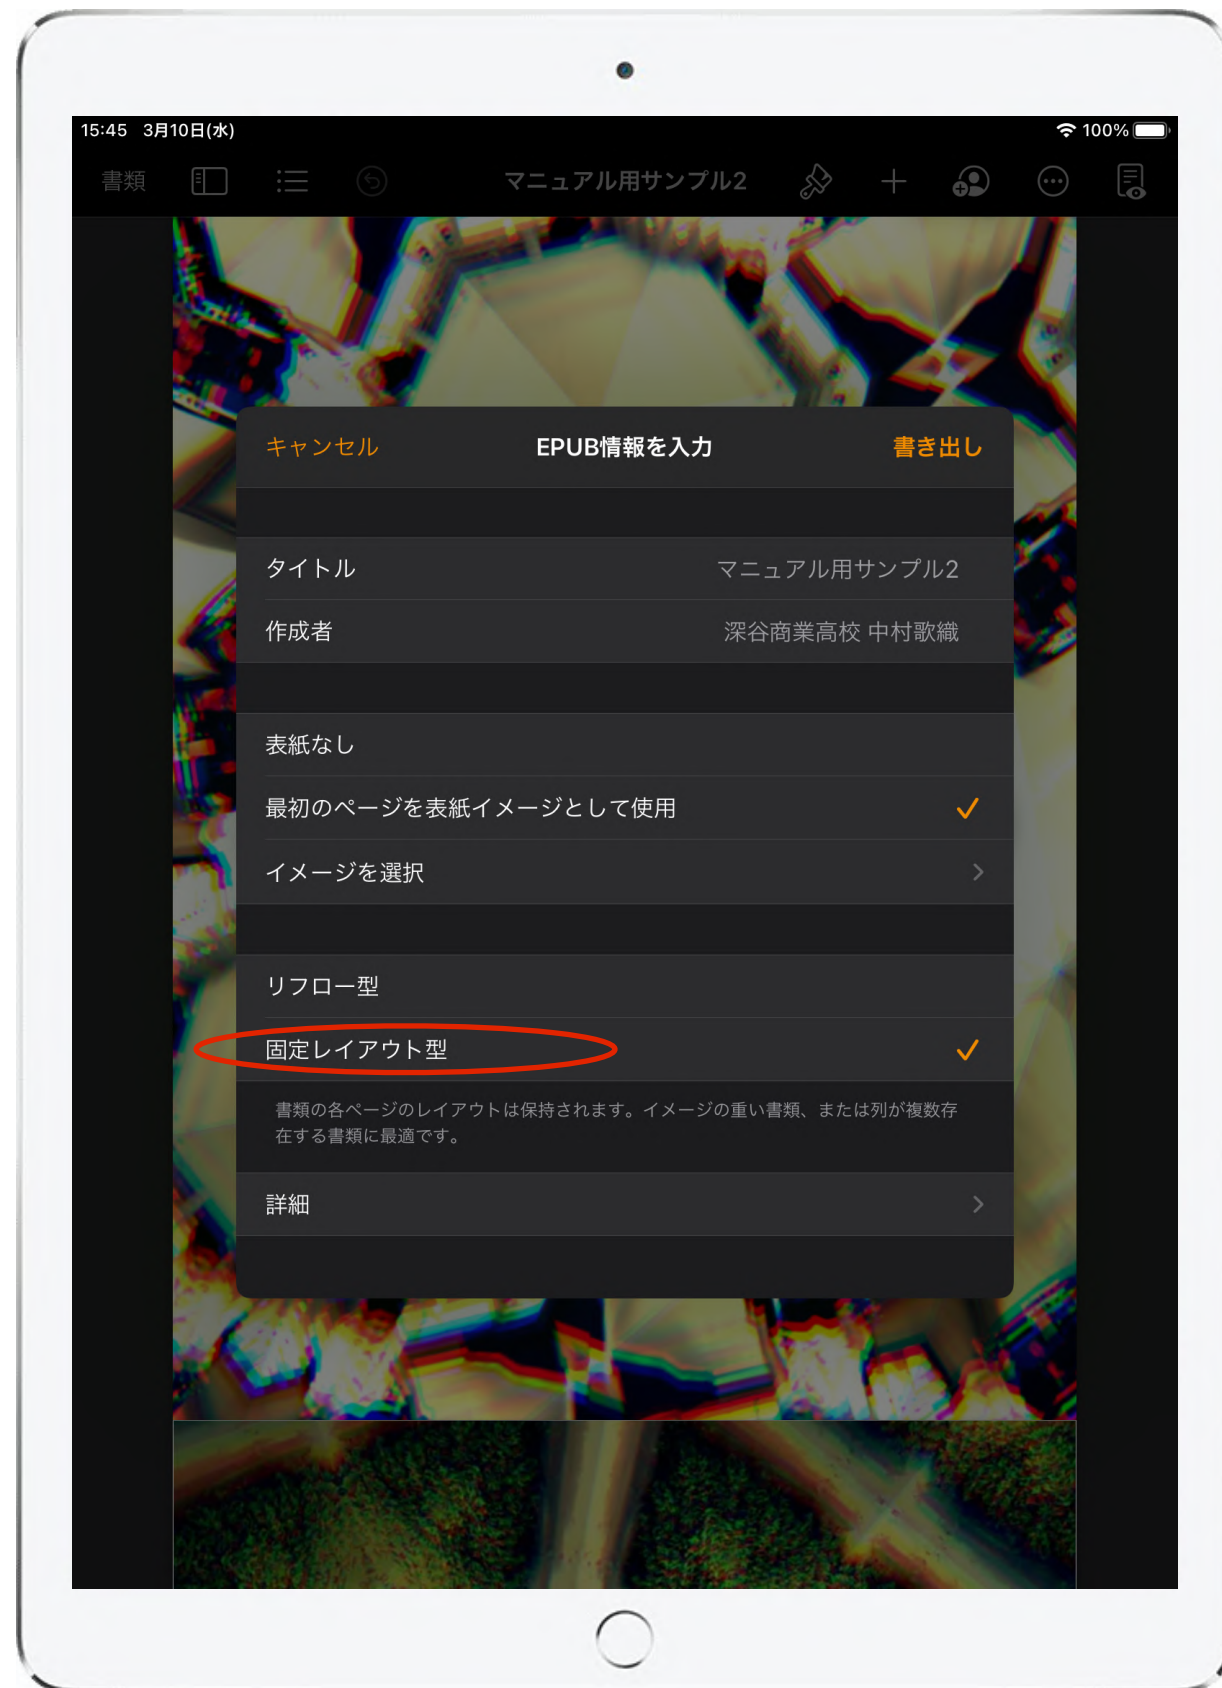 15:45 3月10日(水) 100%
書類 マニュアル用サンプル2
キャンセル EPUB情報を入力 書き出し
タイトル マニュアル用サンプル2
作成者 深谷商業高校 中村歌織
表紙なし
最初のページを表紙イメージとして使用
イメージを選択
リフロー型
固定レイアウト型
書類の各ページのレイアウトは保持されます。イメージの重い書類、または列が複数存
在する書類に最適です。
詳細